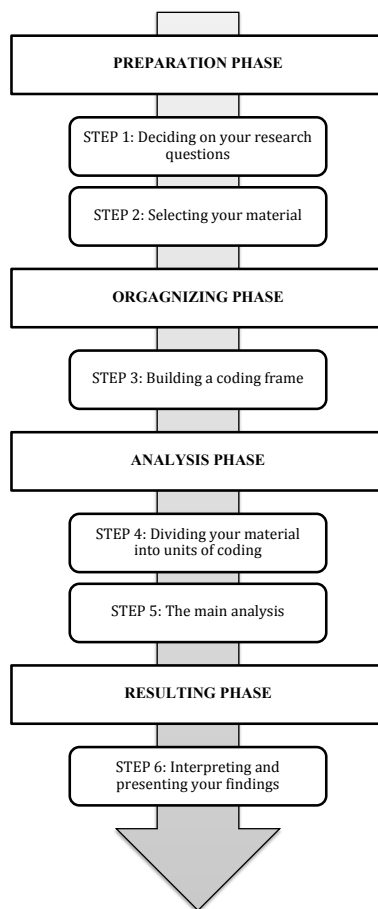 PREPARATION PHASE
STEP 1: Deciding on your research
questions
STEP 2: Selecting your material
ORGAGNIZING PHASE
STEP 3: Building a coding frame
ANALYSIS PHASE
STEP 4: Dividing your material
into units of coding
STEP 5: The main analysis
RESULTING PHASE
STEP 6: Interpreting and
presenting your findings